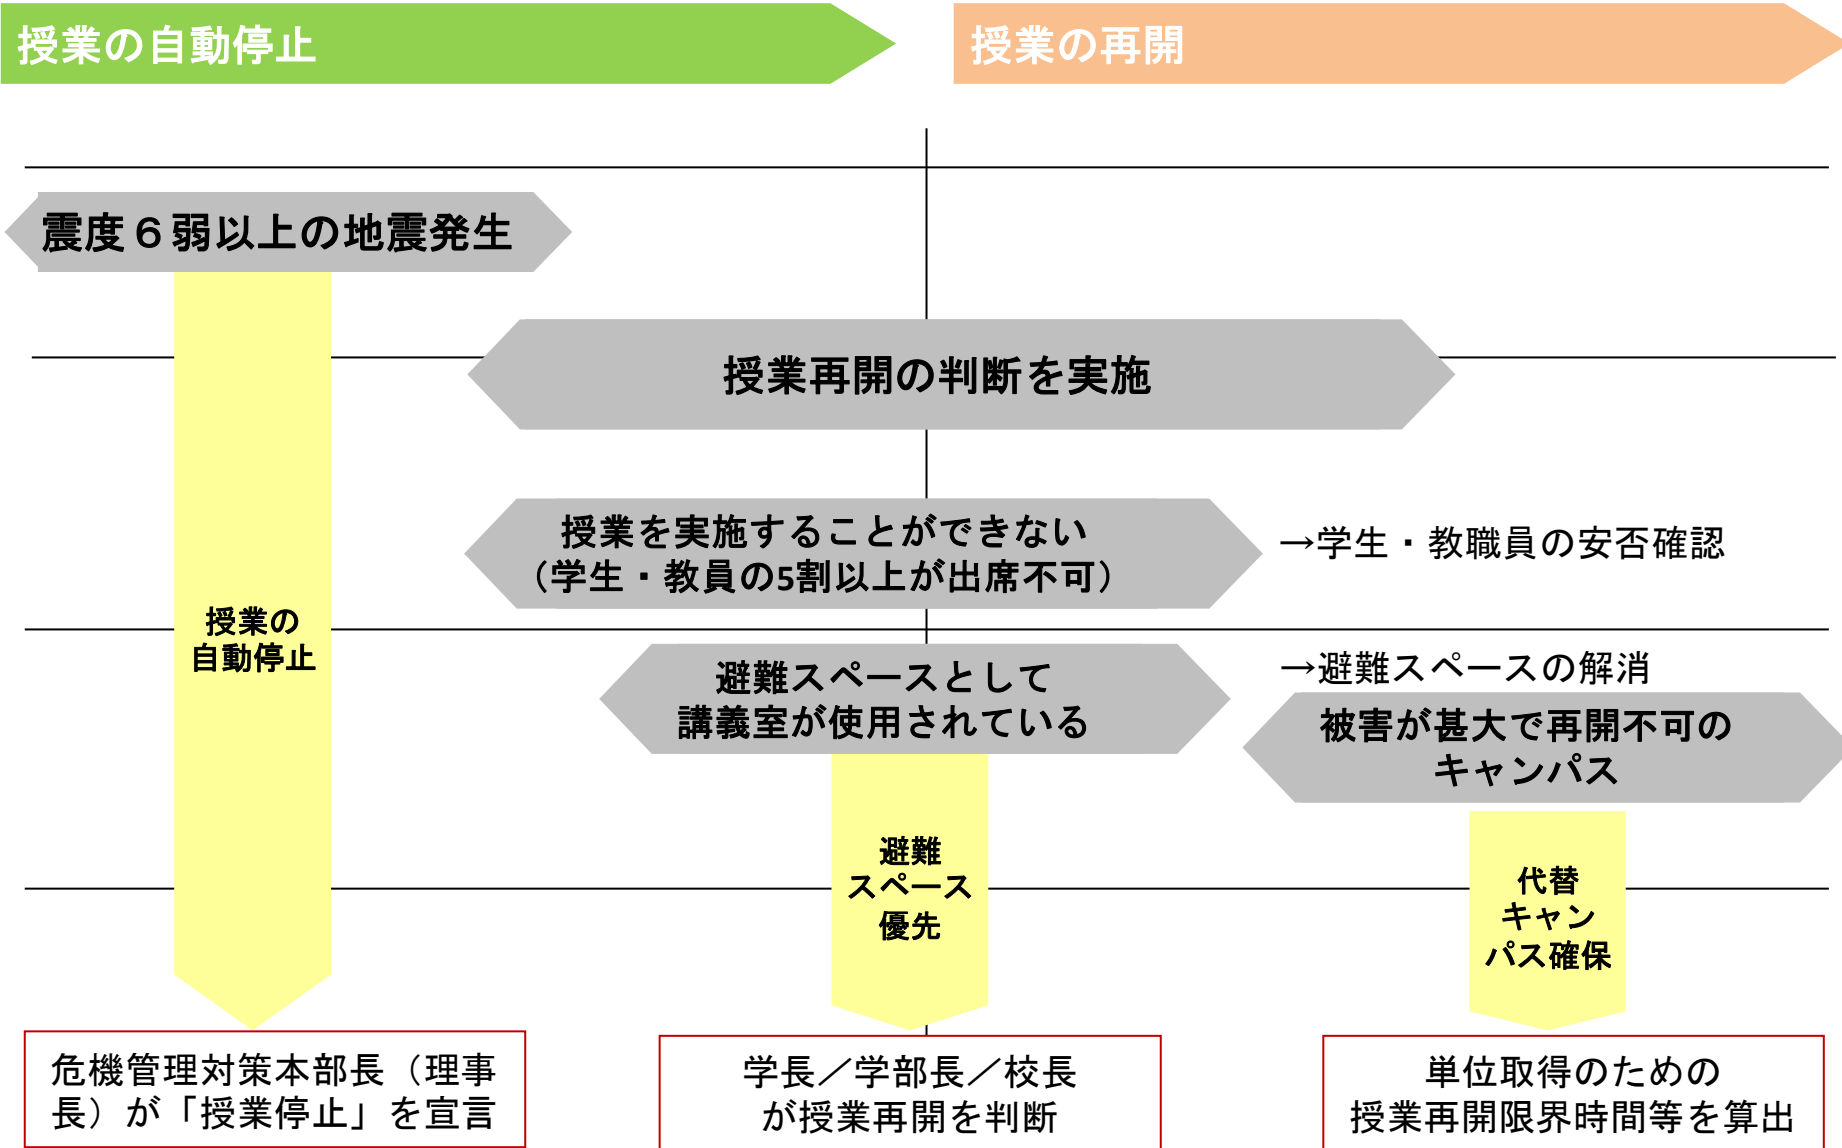 授業の自動停止
授業の再開
震度６弱以上の地震発生
授業再開の判断を実施
授業を実施することができない
（学生・教員の5割以上が出席不可）
→学生・教職員の安否確認
授業の
自動停止
避難スペースとして
講義室が使用されている
→避難スペースの解消
被害が甚大で再開不可の
キャンパス
避難
スペース
優先
代替
キャン
パス確保
危機管理対策本部長（理事
長）が「授業停止」を宣言
学長／学部長／校長
が授業再開を判断
単位取得のための
授業再開限界時間等を算出